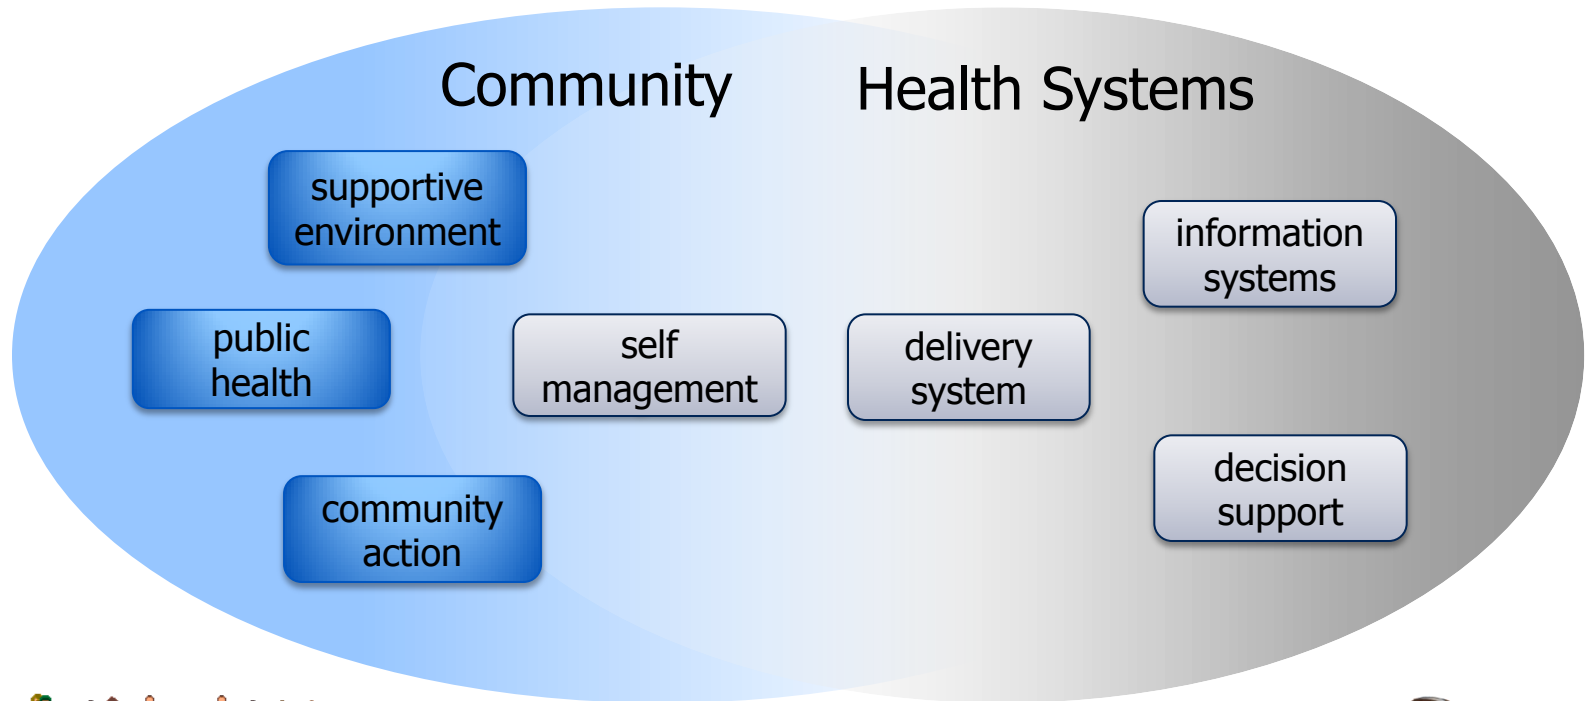 Community
Health Systems
supportive
environment
information
systems
public
health
self
management
delivery
system
decision
support
community
action